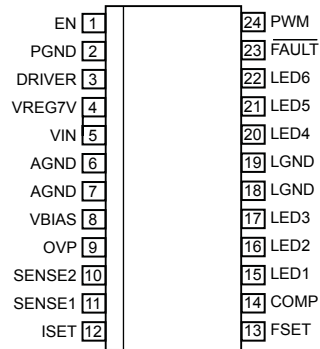 EN 1
PGND 2
DRIVER 3
VREG7V 4
VIN 5
AGND 6
AGND 7
VBIAS 8
OVP 9
SENSE2 10
SENSE1 11
ISET 12
24 PWM
23 FAULT
22 LED6
21 LED5
20 LED4
19 LGND
18 LGND
17 LED3
16 LED2
15 LED1
14 COMP
13 FSET